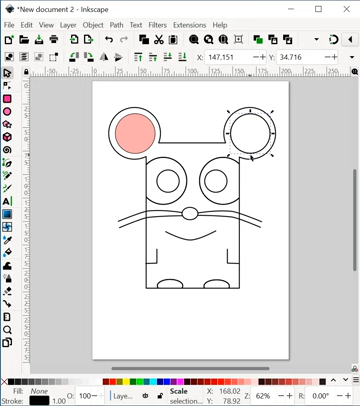 *New document 2 - Inkscape
File Edit View Layer Object Path Text Filters Extensions Help
X: 147.151 Y: 34.716
Fill: None Scale X: 168.02 Z: 62% R: 0.00°
Stroke: 1.00 O: 100 Laye... selection... Y: 78.92